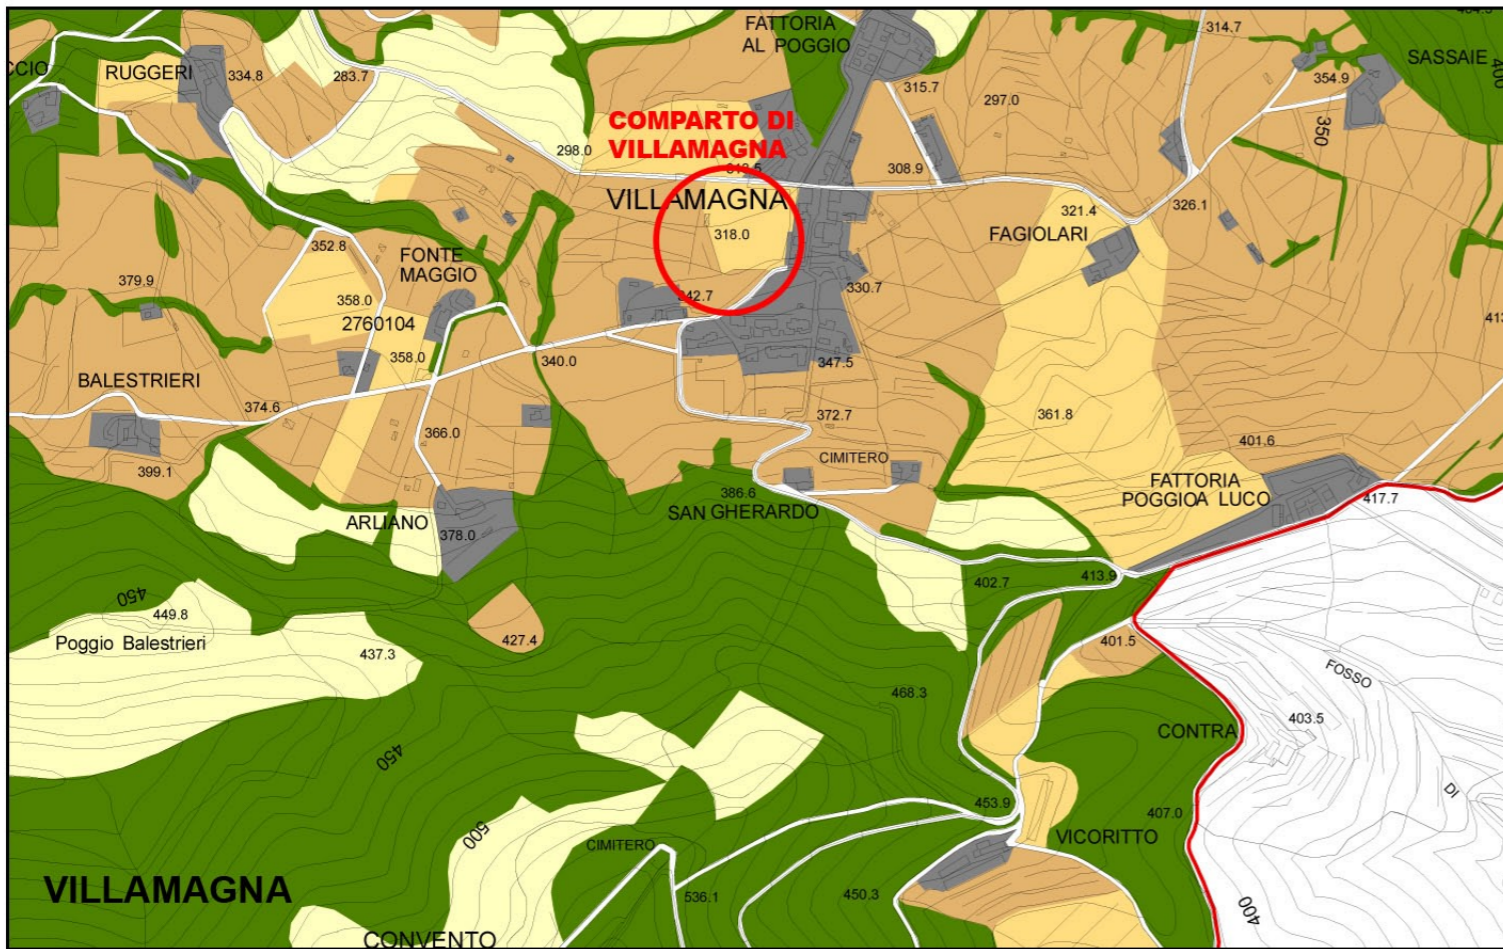 FATTORIA
AL POGGIO
314.7
SASSAIE
400
CCIO
RUGGERI
334.8
283.7
315.7
297.0
354.9
350
COMPARTO DI
VILLAMAGNA
298.0
308.9
VILLAMAGNA
318.0
321.4
326.1
FAGIOLARI
352.8
FONTE
MAGGIO
379.9
358.0
342.7
330.7
2760104
358.0
340.0
347.5
BALESTRIERI
374.6
366.0
372.7
361.8
401.6
399.1
CIMITERO
FATTORIA
POGGIOA LUCO
386.6
SAN GHERARDO
417.7
ARLIANO
378.0
402.7
413.9
450
449.8
Poggio Balestrieri
437.3
427.4
401.5
FOSSO
468.3
403.5
CONTRA
450
DI
453.9
407.0
500
VICORITTO
CIMITERO
VILLAMAGNA
536.1
450.3
400
CONVENTO